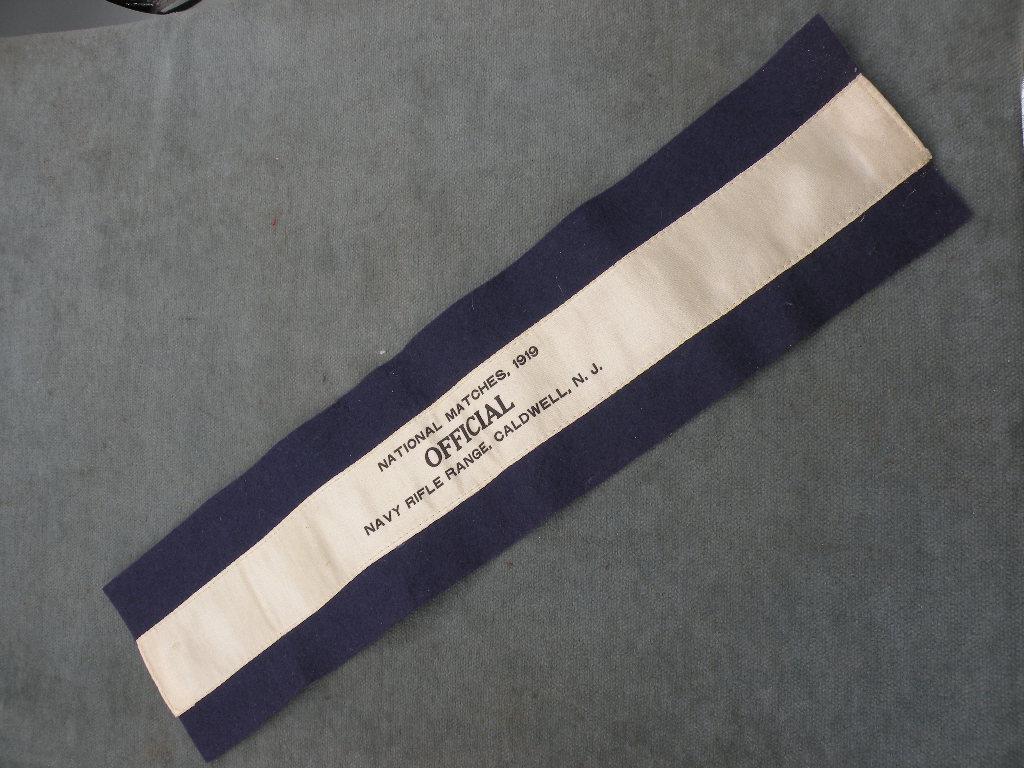 NATIONAL MATCHES, 1919
OFFICIAL
NAVY RIFLE RANGE, CALDWELL, N. J.